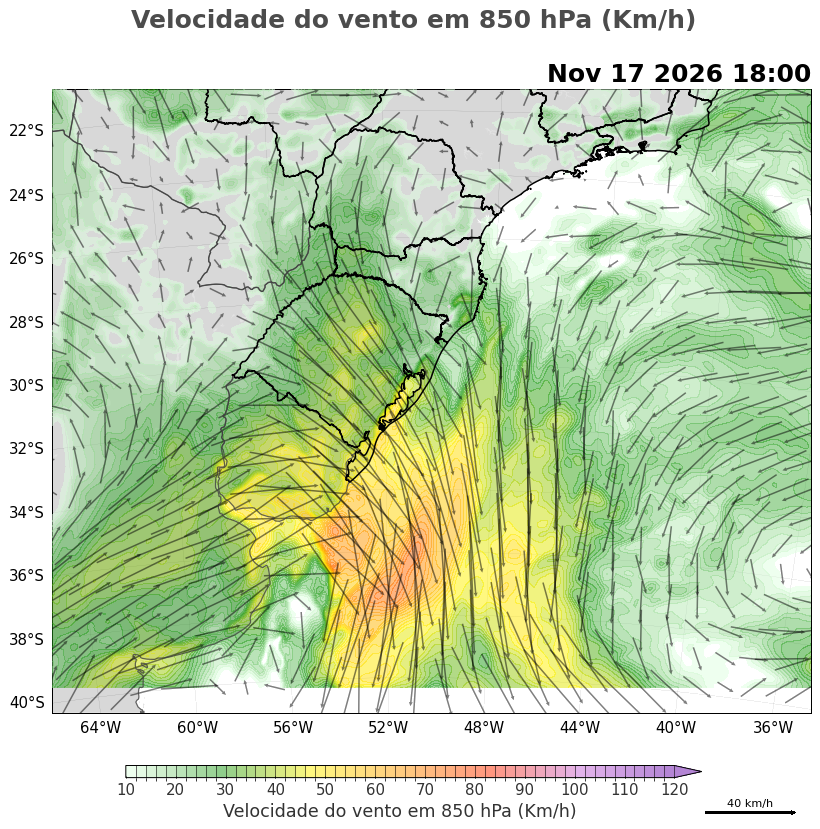 Velocidade do vento em 850 hPa (Km/h)
Nov 17 2026 18:00
22°S
24°S
26°S
28°S
30°S
32°S
34°S
36°S
38°S
40°S
64°W 60°W 56°W 52°W 48°W 44°W 40°W 36°W
10 20 30 40 50 60 70 80 90 100 110 120
Velocidade do vento em 850 hPa (Km/h)
40 km/h